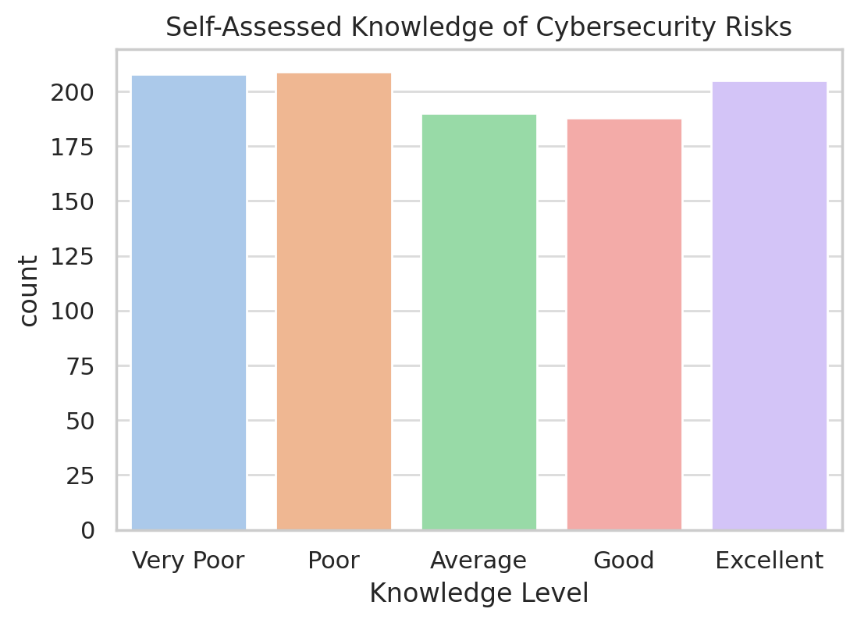 Self-Assessed Knowledge of Cybersecurity Risks
200
175
150
125
100
75
50
25
0
count
Very Poor Poor Average Good Excellent
Knowledge Level